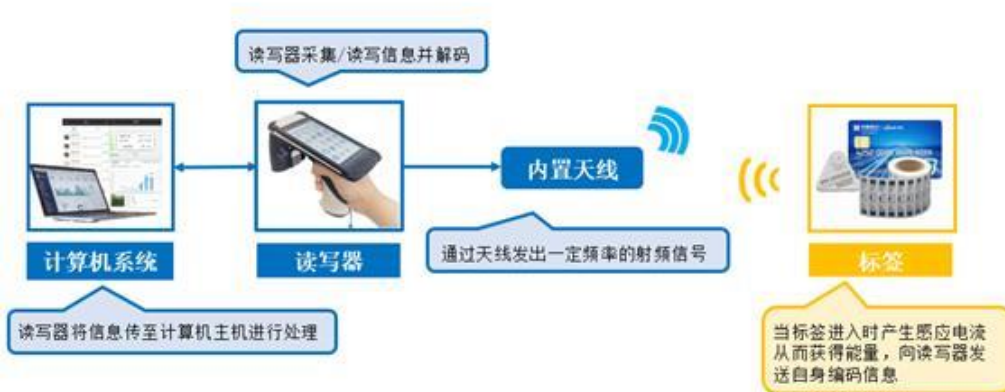 读写器采集/读写信息并解码
内置天线
计算机系统
读写器
通过天线发出一定频率的射频信号
标签
读写器将信息传至计算机主机进行处理
当标签进入时产生感应电流
从而获得能量，向读写器发
送自身编码信息